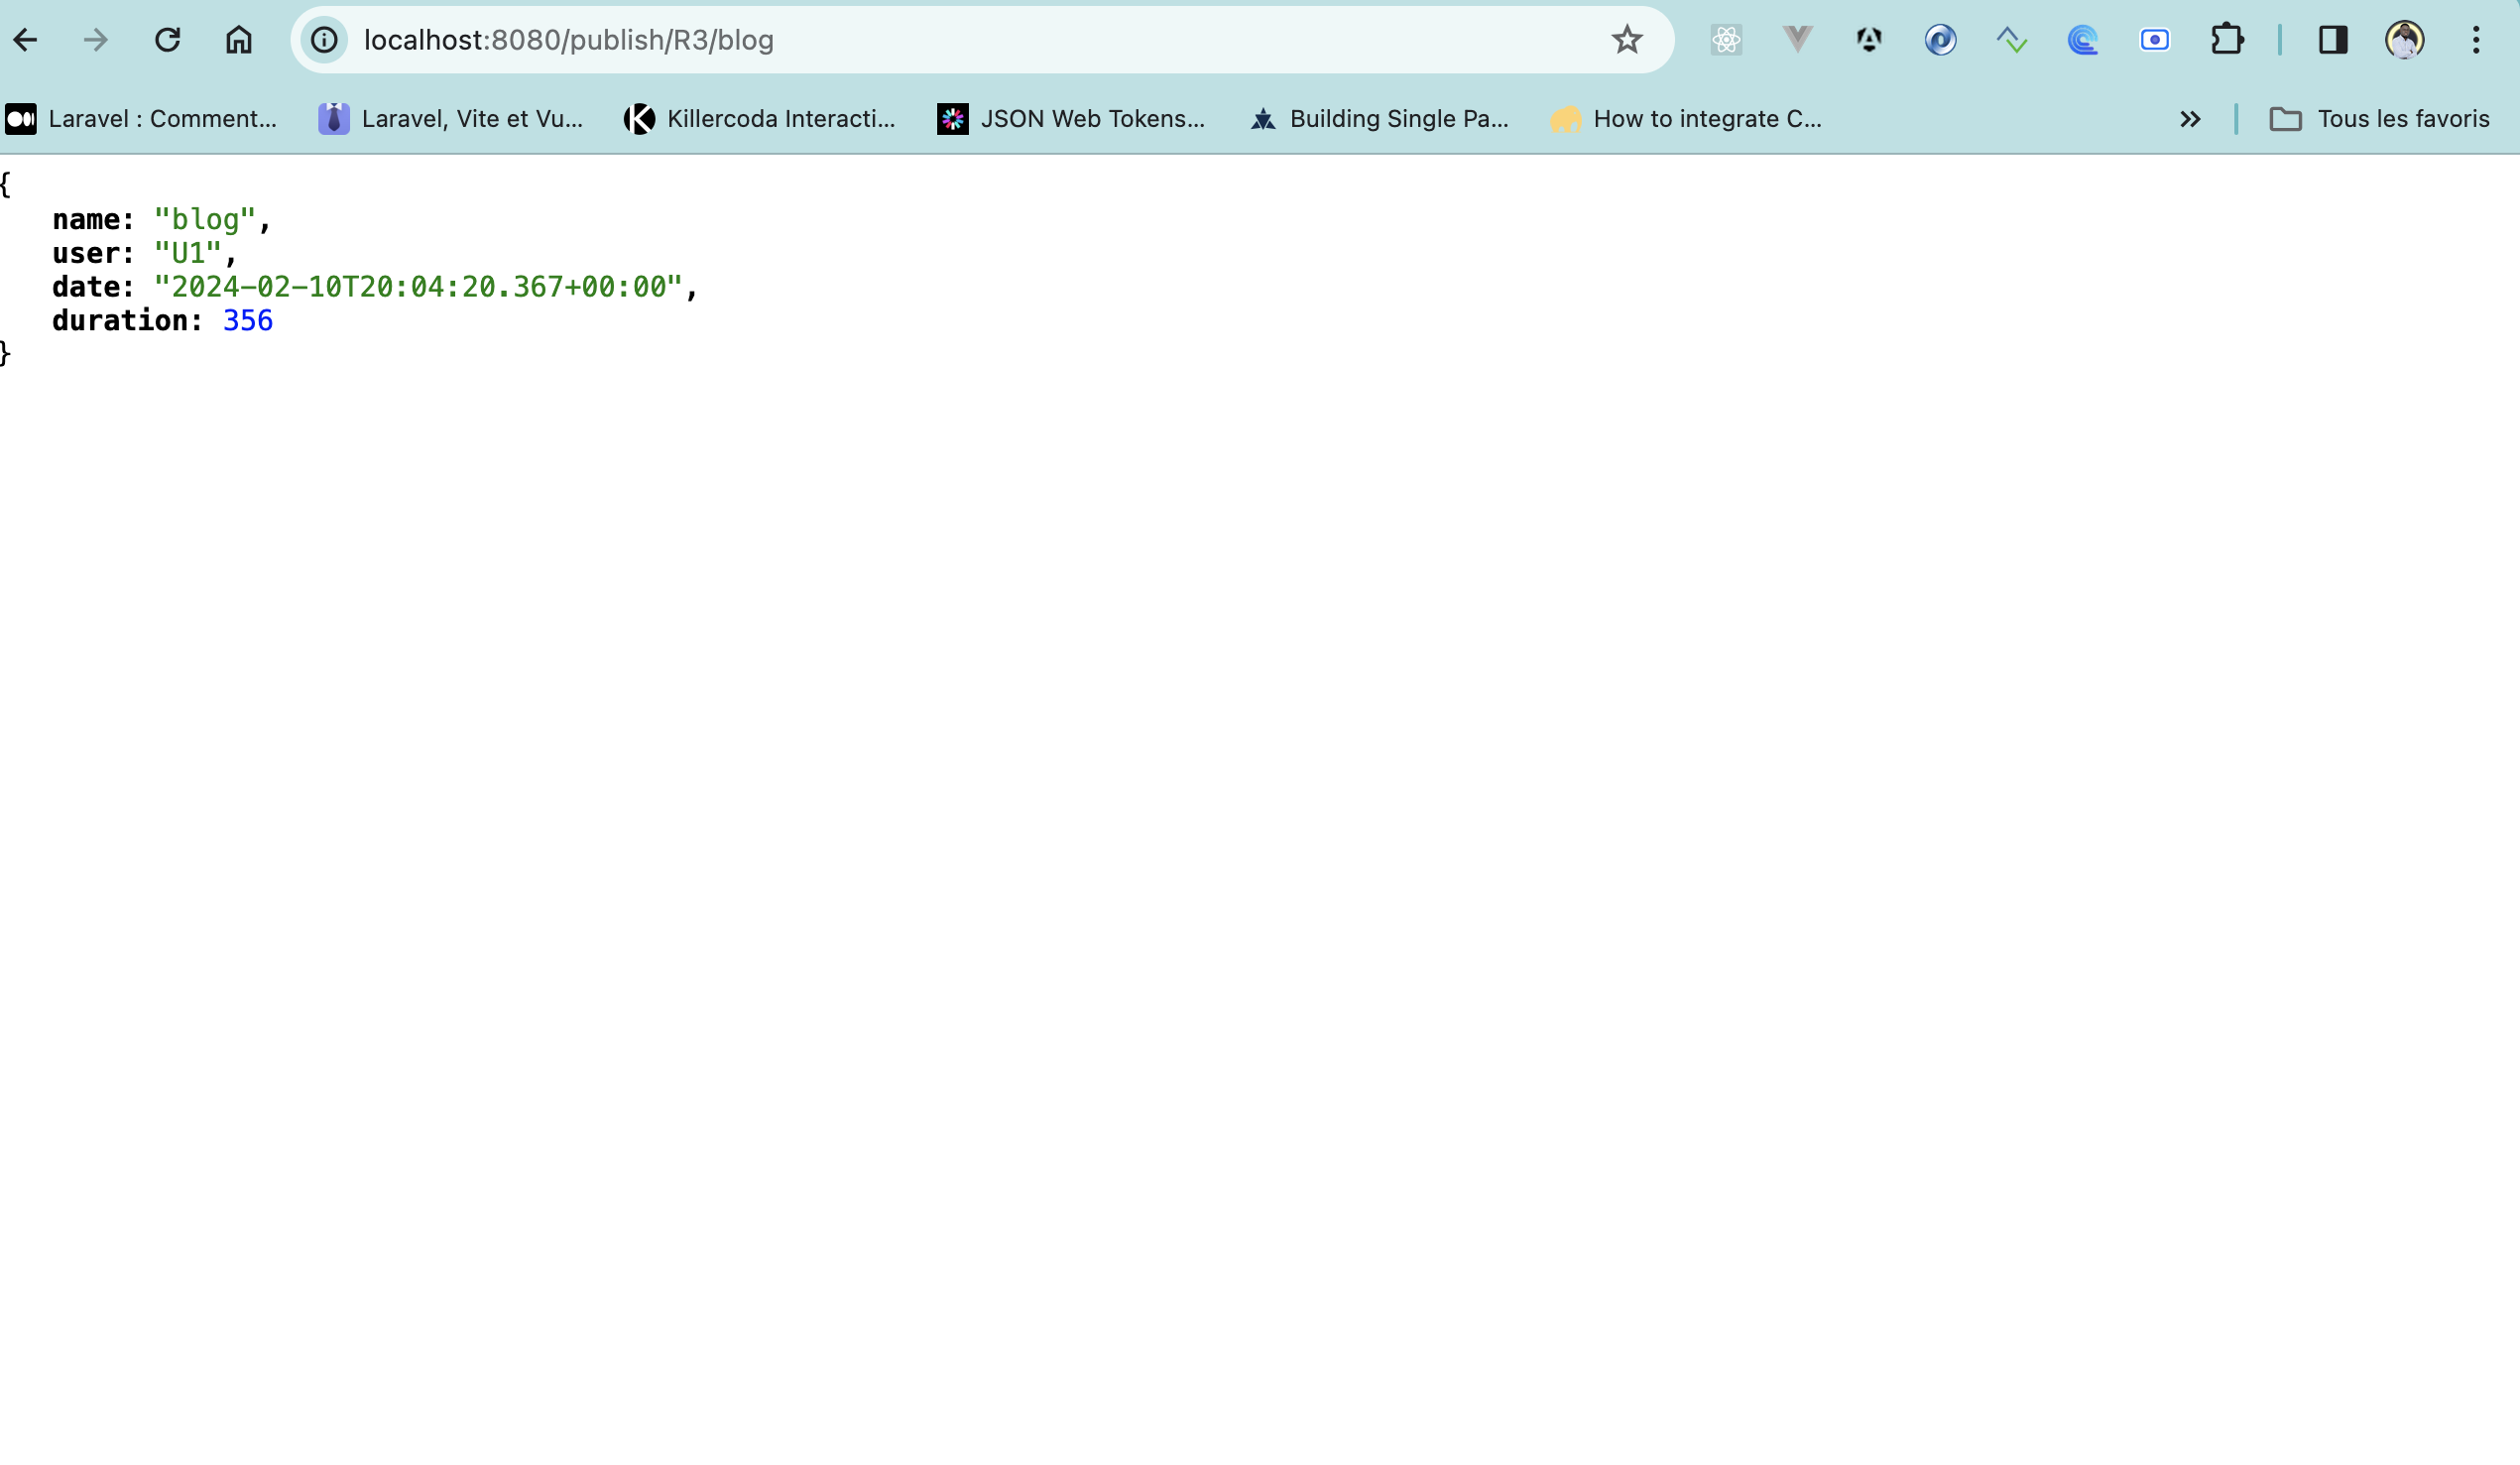 localhost:8080/publish/R3/blog
Laravel : Comment...
Laravel, Vite et Vu...
Killercoda Interacti...
JSON Web Tokens...
Building Single Pa...
How to integrate C...
Tous les favoris
{
name: "blog",
user: "U1",
date: "2024-02-10T20:04:20.367+00:00",
duration: 356
}